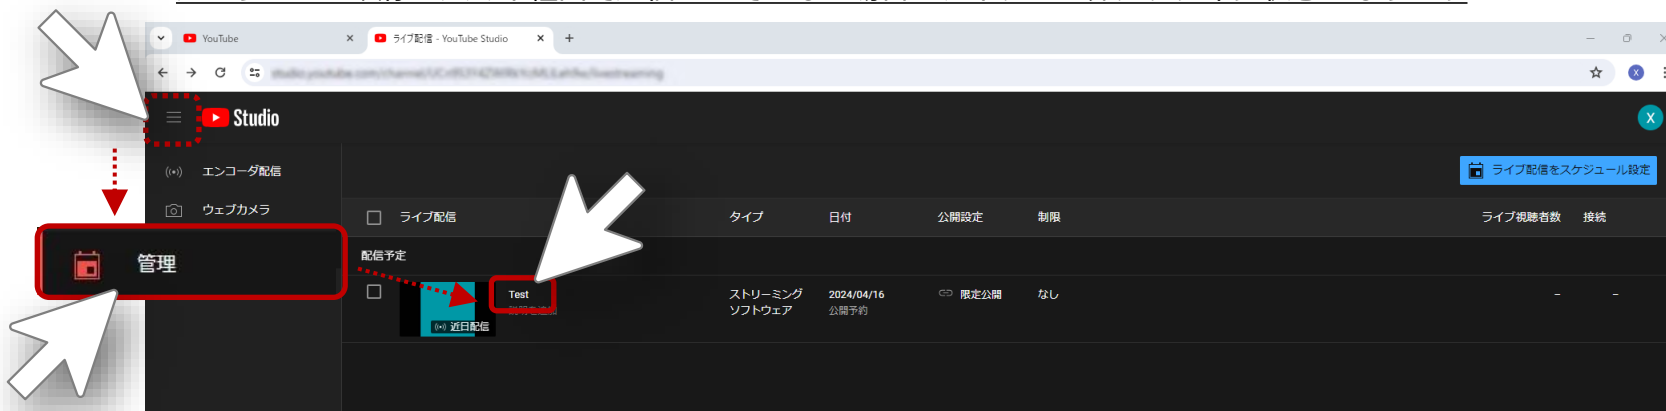 YouTube
ライブ配信 - YouTube Studio
X
Studio
X
エンコーダ配信
ライブ配信をスケジュール設定
ウェブカメラ
ライブ配信 タイプ 日付 公開設定 制限 ライブ視聴者数 接続
管理
配信予定
Test ストリーミング 2024/04/16 限定公開 なし – –
ソフトウェア 公開予約
近日配信